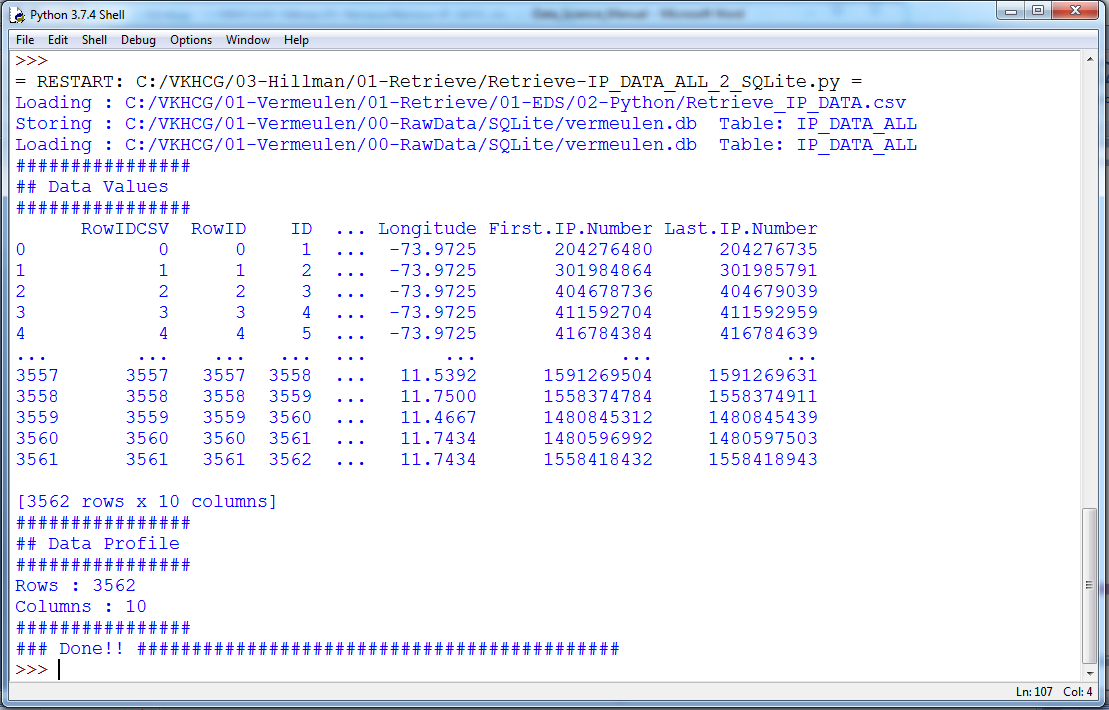 Python 3.7.4 Shell
File Edit Shell Debug Options Window Help
>>>
= RESTART: C:/VKHCG/03-Hillman/01-Retrieve/Retrieve-IP_DATA_ALL_2_SQLite.py =
Loading : C:/VKHCG/01-Vermeulen/01-Retrieve/01-EDS/02-Python/Retrieve_IP_DATA.csv
Storing : C:/VKHCG/01-Vermeulen/00-RawData/SQLite/vermeulen.db  Table: IP_DATA_ALL
Loading : C:/VKHCG/01-Vermeulen/00-RawData/SQLite/vermeulen.db  Table: IP_DATA_ALL
################
## Data Values
################
      RowIDCSV  RowID    ID  ... Longitude First.IP.Number Last.IP.Number
0            0      0     1  ...  -73.9725       204276480      204276735
1            1      1     2  ...  -73.9725       301984864      301985791
2            2      2     3  ...  -73.9725       404678736      404679039
3            3      3     4  ...  -73.9725       411592704      411592959
4            4      4     5  ...  -73.9725       416784384      416784639
...        ...    ...   ...  ...       ...             ...            ...
3557      3557   3557  3558  ...   11.5392      1591269504     1591269631
3558      3558   3558  3559  ...   11.7500      1558374784     1558374911
3559      3559   3559  3560  ...   11.4667      1480845312     1480845439
3560      3560   3560  3561  ...   11.7434      1480596992     1480597503
3561      3561   3561  3562  ...   11.7434      1558418432     1558418943
[3562 rows x 10 columns]
################
## Data Profile
################
Rows : 3562
Columns : 10
################
### Done!! ############################################
>>>
Ln: 107 Col: 4